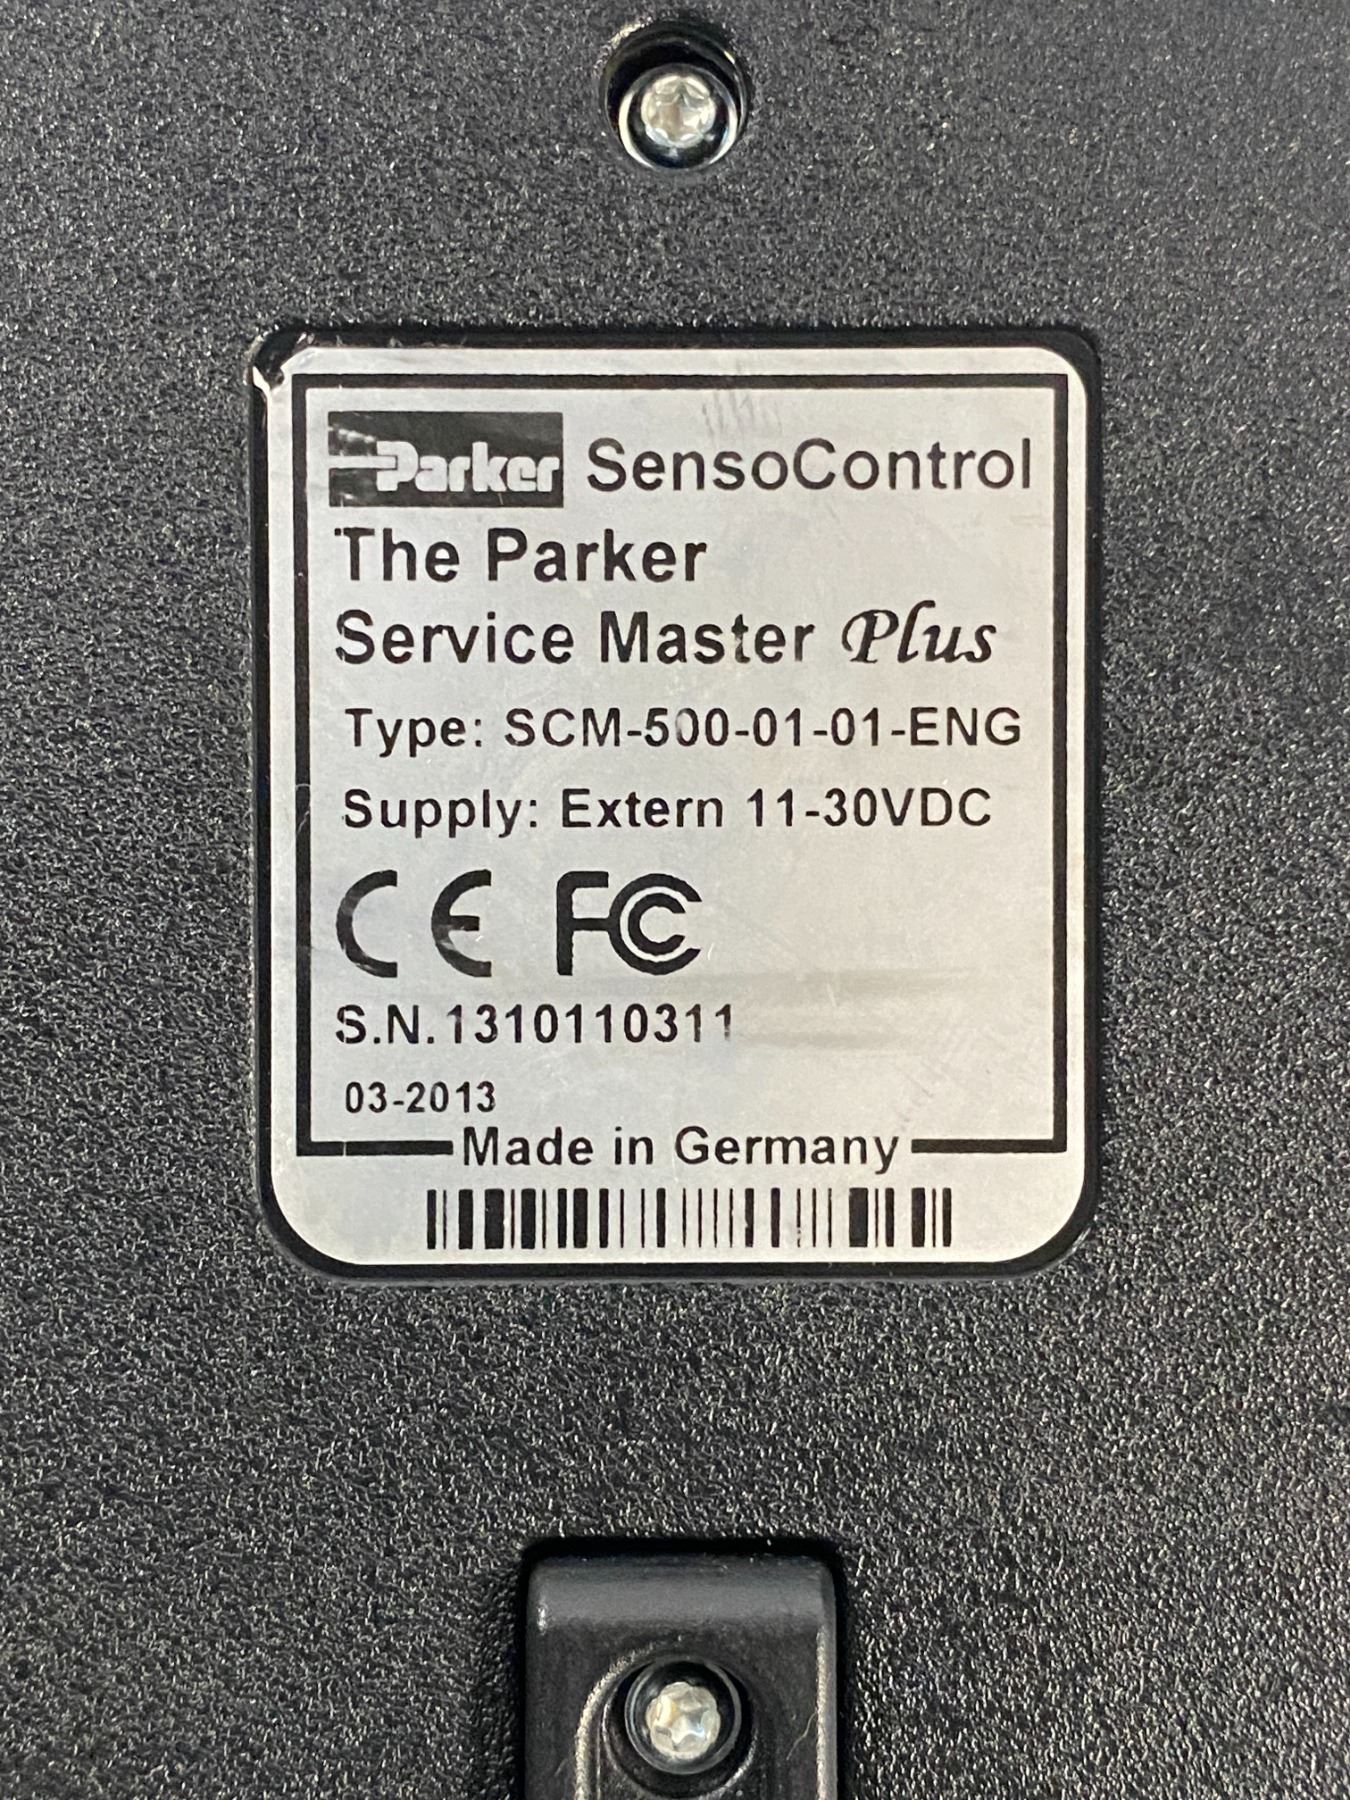 Parker SensoControl
The Parker
Service Master Plus
Type: SCM-500-01-01-ENG
Supply: Extern 11-30VDC
CE FC
S.N.1310110311
03-2013
Made in Germany